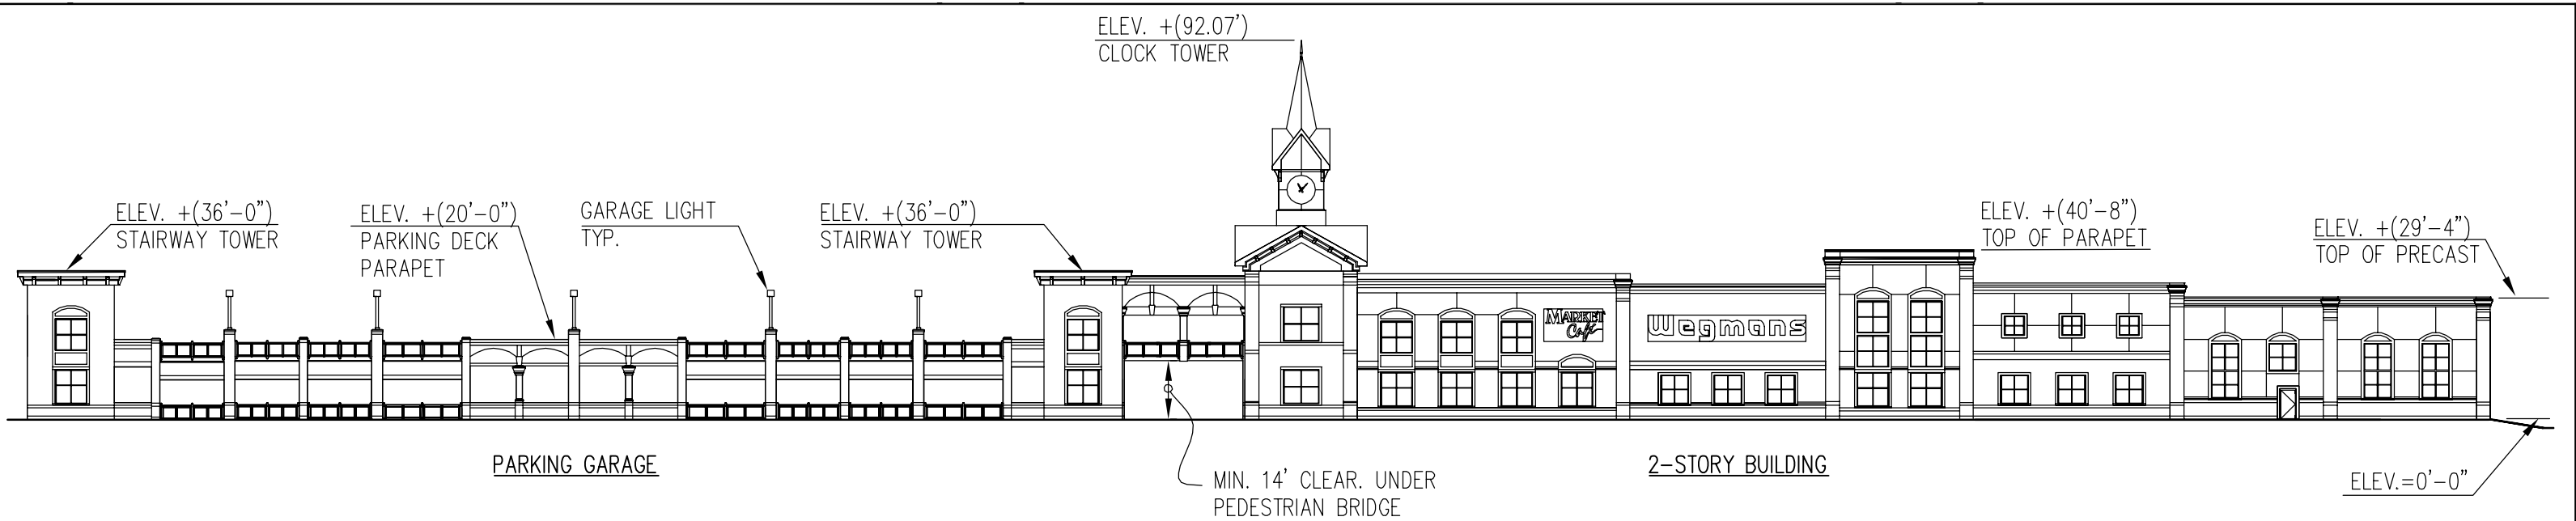 ELEV. +(92.07')
CLOCK TOWER
ELEV. +(36'-0")
STAIRWAY TOWER
ELEV. +(20'-0")
PARKING DECK
PARAPET
GARAGE LIGHT
TYP.
ELEV. +(36'-0")
STAIRWAY TOWER
ELEV. +(40'-8")
TOP OF PARAPET
ELEV. +(29'-4")
TOP OF PRECAST
MARKET
Café
Wegmans
PARKING GARAGE
MIN. 14' CLEAR. UNDER
PEDESTRIAN BRIDGE
2-STORY BUILDING
ELEV.=0'-0"